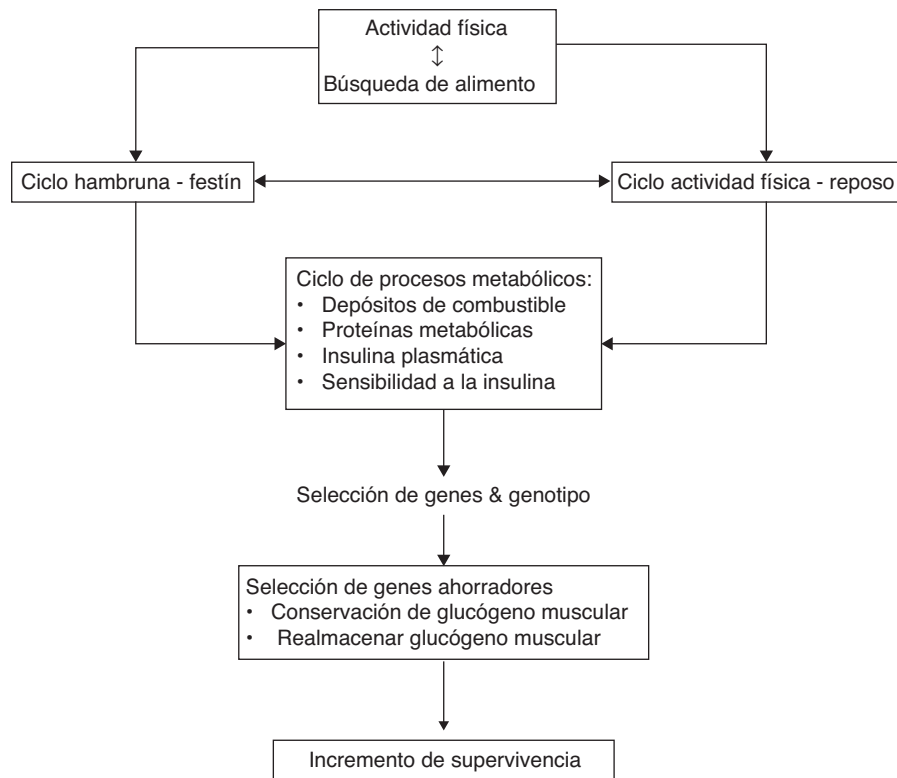 Actividad física
↕
Búsqueda de alimento
Ciclo hambruna - festín
Ciclo actividad física - reposo
Ciclo de procesos metabólicos:
• Depósitos de combustible
• Proteínas metabólicas
• Insulina plasmática
• Sensibilidad a la insulina
Selección de genes & genotipo
Selección de genes ahorradores
• Conservación de glucógeno muscular
• Realmacenar glucógeno muscular
Incremento de supervivencia